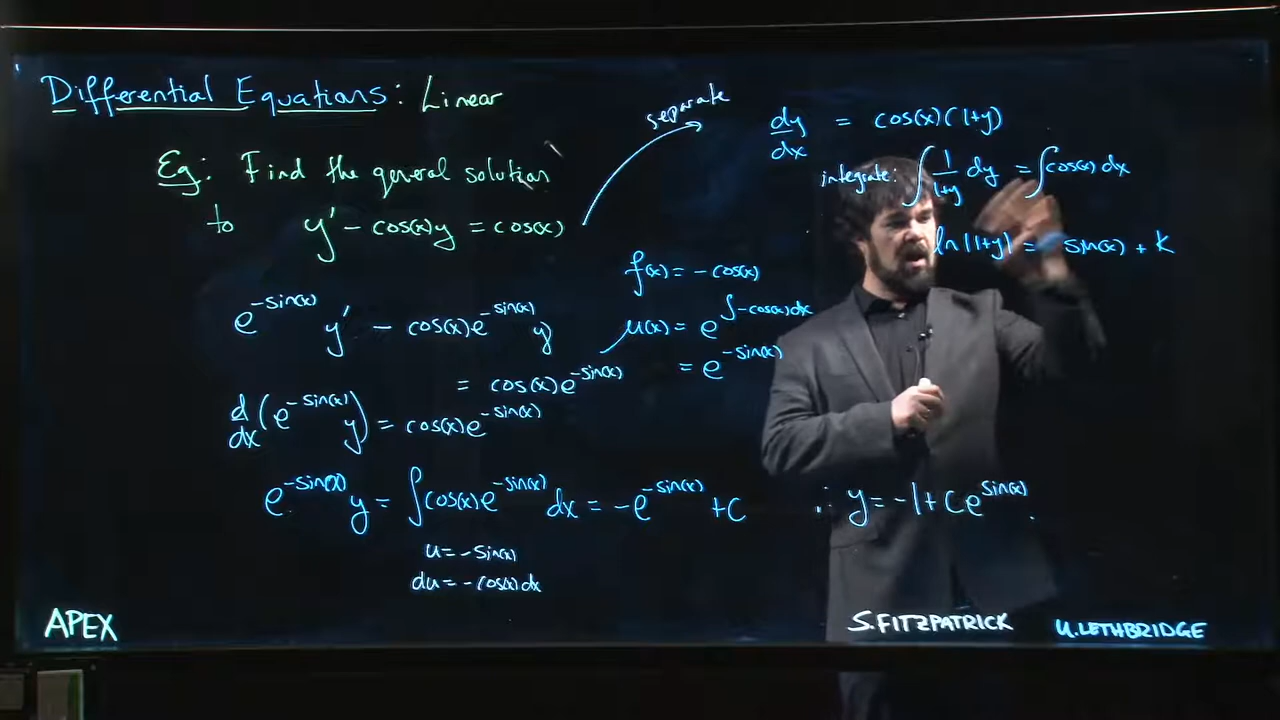 Differential Equations: Linear
Eg: Find the general solution
to y' - cos(x)y = cos(x)
separate
dy/dx = cos(x)(1+y)
integrate: ∫ 1/(1+y) dy = ∫cos(x) dx
ln|1+y| = sin(x) + K
f(x) = -cos(x)
μ(x) = e^{∫-cos(x)dx}
= e^{-sin(x)}
e^{-sin(x)} y' - cos(x)e^{-sin(x)} y
= cos(x)e^{-sin(x)}
d/dx (e^{-sin(x)} y) = cos(x)e^{-sin(x)}
e^{-sin(x)} y = ∫cos(x)e^{-sin(x)} dx = -e^{-sin(x)} + C
∴ y = -1 + Ce^{sin(x)}.
u = -sin(x)
du = -cos(x)dx
APEX
S.FITZPATRICK
U.LETHBRIDGE